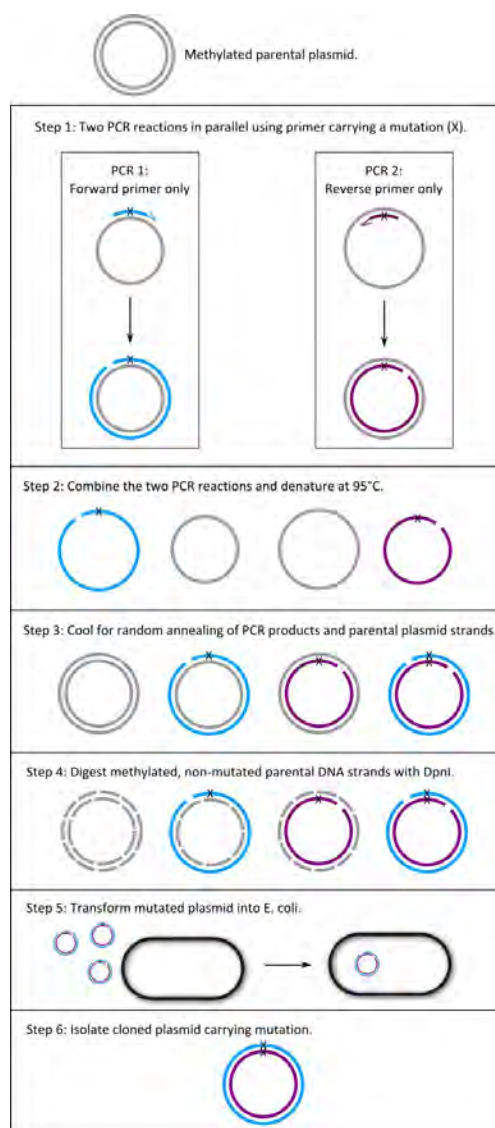 Methylated parental plasmid.
Step 1: Two PCR reactions in parallel using primer carrying a mutation (X).
PCR 1:
Forward primer only
X
X
PCR 2:
Reverse primer only
X
X
Step 2: Combine the two PCR reactions and denature at 95°C.
X
X
Step 3: Cool for random annealing of PCR products and parental plasmid strands
X
X
X
X
Step 4: Digest methylated, non-mutated parental DNA strands with DpnI.
X
X
X
X
Step 5: Transform mutated plasmid into E. coli.
Step 6: Isolate cloned plasmid carrying mutation.
X
X